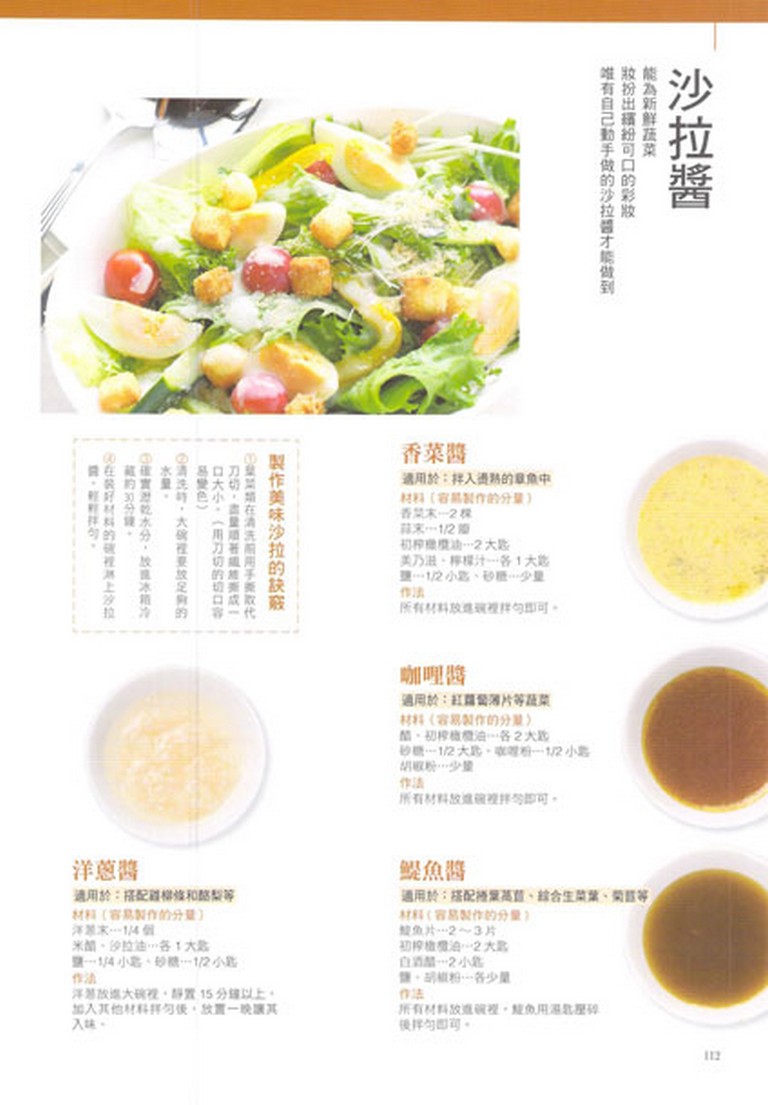 沙拉醬
能為新鮮蔬菜
妝扮出繽紛可口的彩妝
唯有自己動手做的沙拉醬才能做到
香菜醬
適用於：拌入燙熟的章魚中
材料（容易製作的分量）
香菜末…2 棵
蒜末…1/2 瓣
初榨橄欖油…2 大匙
美乃滋、檸檬汁…各 1 大匙
鹽…1/2 小匙、砂糖…少量
作法
所有材料放進碗裡拌勻即可。
咖哩醬
適用於：紅蘿蔔薄片等蔬菜
材料（容易製作的分量）
醋、初榨橄欖油…各 2 大匙
砂糖…1/2 大匙、咖哩粉…1/2 小匙
胡椒粉…少量
作法
所有材料放進碗裡拌勻即可。
鯷魚醬
適用於：搭配捲葉萵苣、綜合生菜葉、菊苣等
材料（容易製作的分量）
鯷魚片…2～3 片
初榨橄欖油…2 大匙
白酒醋…2 小匙
鹽、胡椒粉…各少量
作法
所有材料放進碗裡，鯷魚用湯匙壓碎
後拌勻即可。
製作美味沙拉的訣竅
①葉菜類在清洗前用手撕取代
刀切，盡量順著纖維撕成一
口大小。（用刀切的切口容
易變色）
②清洗時，大碗裡要放足夠的
水量。
③確實瀝乾水分，放進冰箱冷
藏約 30 分鐘。
④在裝好材料的碗裡淋上沙拉
醬，輕輕拌勻。
洋蔥醬
適用於：搭配雞柳條和酪梨等
材料（容易製作的分量）
洋蔥末…1/4 個
米醋、沙拉油…各 1 大匙
鹽…1/4 小匙、砂糖…1/2 小匙
作法
洋蔥放進大碗裡，靜置 15 分鐘以上。
加入其他材料拌勻後，放置一晚讓其
入味。
112